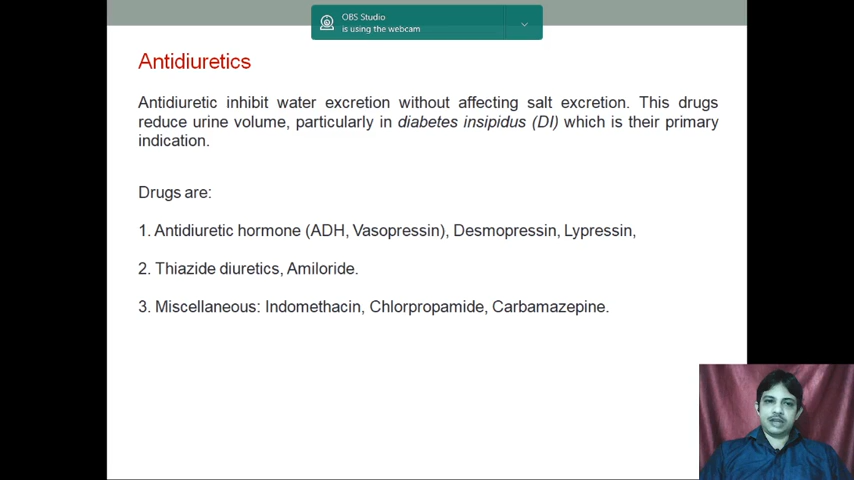 OBS Studio
is using the webcam
Antidiuretics
Antidiuretic inhibit water excretion without affecting salt excretion. This drugs
reduce urine volume, particularly in diabetes insipidus (DI) which is their primary
indication.
Drugs are:
1. Antidiuretic hormone (ADH, Vasopressin), Desmopressin, Lypressin,
2. Thiazide diuretics, Amiloride.
3. Miscellaneous: Indomethacin, Chlorpropamide, Carbamazepine.